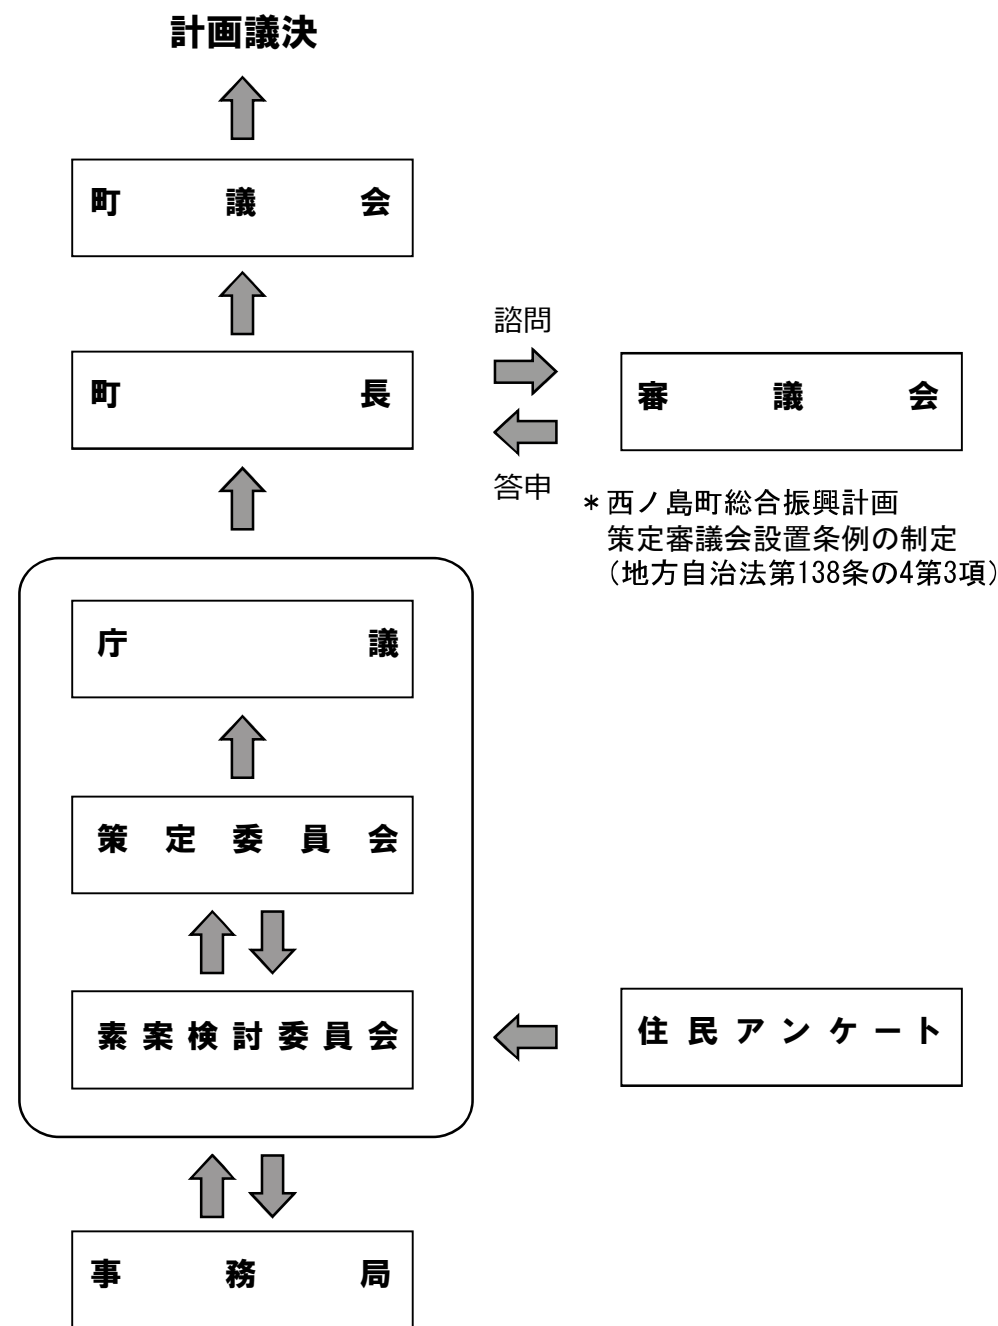 計画議決
町議会
町長
諮問
審議会
答申
*西ノ島町総合振興計画
策定審議会設置条例の制定
(地方自治法第138条の4第3項)
庁議
策定委員会
素案検討委員会
住民アンケート
事務局